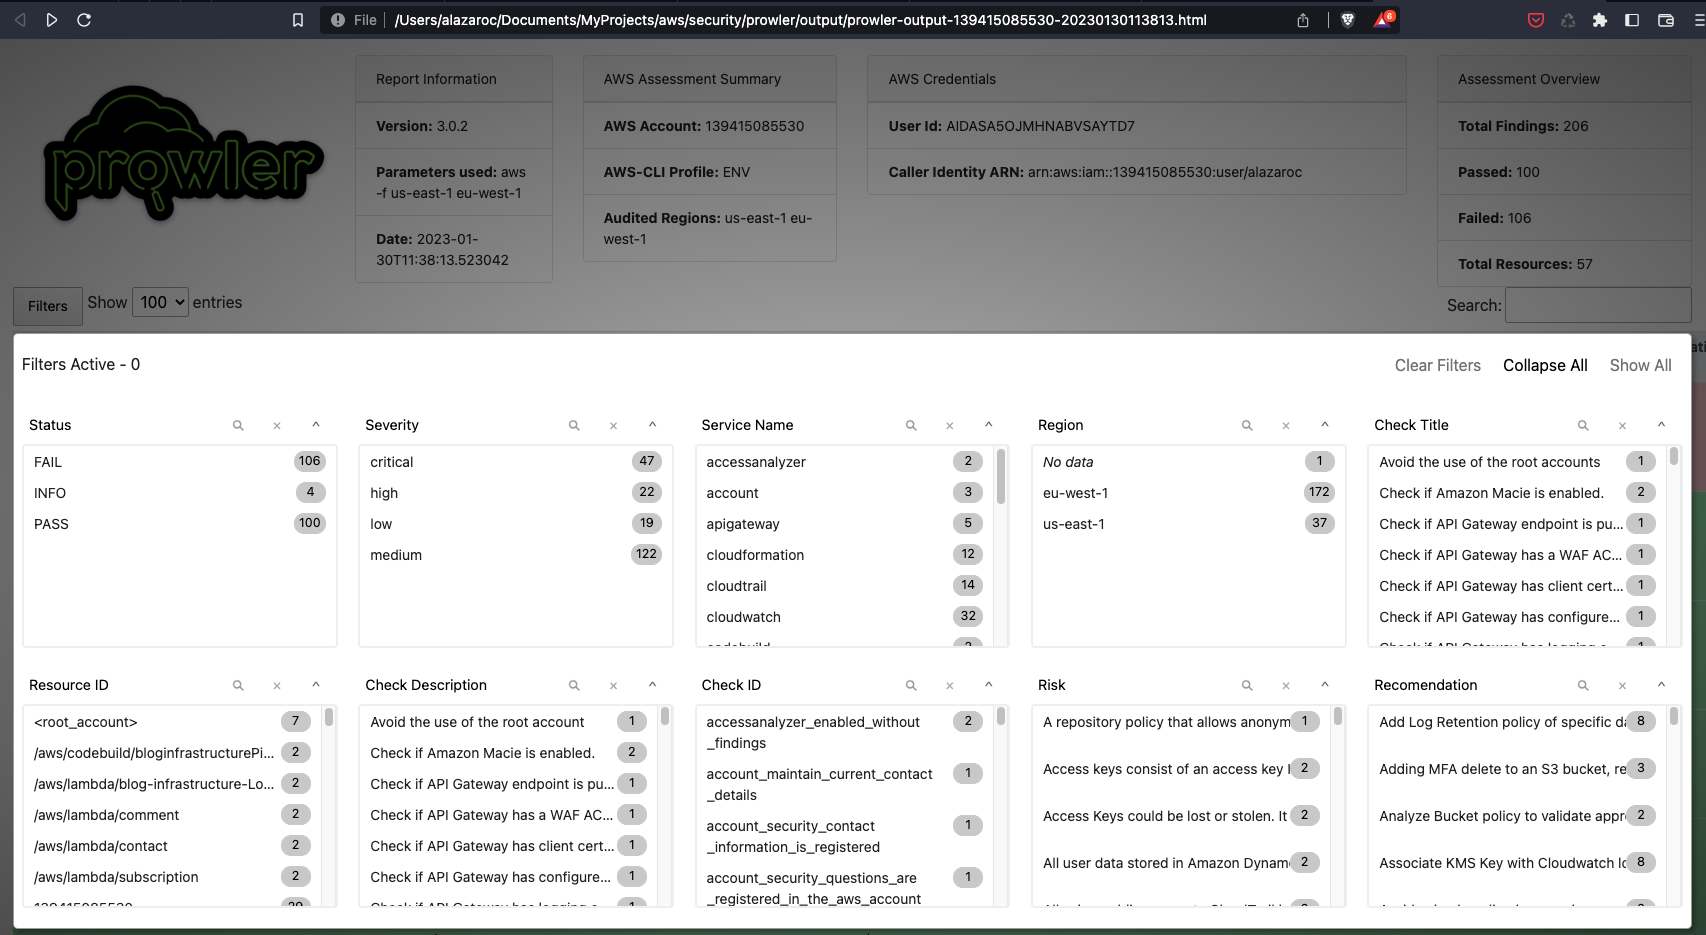 File
/Users/alazaroc/Documents/MyProjects/aws/security/prowler/output/prowler-output-139415085530-20230130113813.html
6
prowler
Report Information
Version: 3.0.2
Parameters used: aws
-f us-east-1 eu-west-1
Date: 2023-01-
30T11:38:13.523042
AWS Assessment Summary
AWS Account: 139415085530
AWS-CLI Profile: ENV
Audited Regions: us-east-1 eu-
west-1
AWS Credentials
User Id: AIDASA5OJMHNABVSAYTD7
Caller Identity ARN: arn:aws:iam::139415085530:user/alazaroc
Assessment Overview
Total Findings: 206
Passed: 100
Failed: 106
Total Resources: 57
Filters
Show 100 entries
Search:
Filters Active - 0
Clear Filters
Collapse All
Show All
Status
FAIL 106
INFO 4
PASS 100
Severity
critical 47
high 22
low 19
medium 122
Service Name
accessanalyzer 2
account 3
apigateway 5
cloudformation 12
cloudtrail 14
cloudwatch 32
Region
No data 1
eu-west-1 172
us-east-1 37
Check Title
Avoid the use of the root accounts 1
Check if Amazon Macie is enabled. 2
Check if API Gateway endpoint is pu... 1
Check if API Gateway has a WAF AC... 1
Check if API Gateway has client cert... 1
Check if API Gateway has configure... 1
Resource ID
<root_account> 7
/aws/codebuild/bloginfrastructurePi... 2
/aws/lambda/blog-infrastructure-Lo... 2
/aws/lambda/comment 2
/aws/lambda/contact 2
/aws/lambda/subscription 2
Check Description
Avoid the use of the root account 1
Check if Amazon Macie is enabled. 2
Check if API Gateway endpoint is pu... 1
Check if API Gateway has a WAF AC... 1
Check if API Gateway has client cert... 1
Check if API Gateway has configure... 1
Check ID
accessanalyzer_enabled_without 2
_findings
account_maintain_current_contact 1
_details
account_security_contact 1
_information_is_registered
account_security_questions_are 1
_registered_in_the_aws_account
Risk
A repository policy that allows anonym 1
Access keys consist of an access key 2
Access Keys could be lost or stolen. It 2
All user data stored in Amazon Dynam 2
Recomendation
Add Log Retention policy of specific da 8
Adding MFA delete to an S3 bucket, re 3
Analyze Bucket policy to validate appr 2
Associate KMS Key with Cloudwatch lo 8